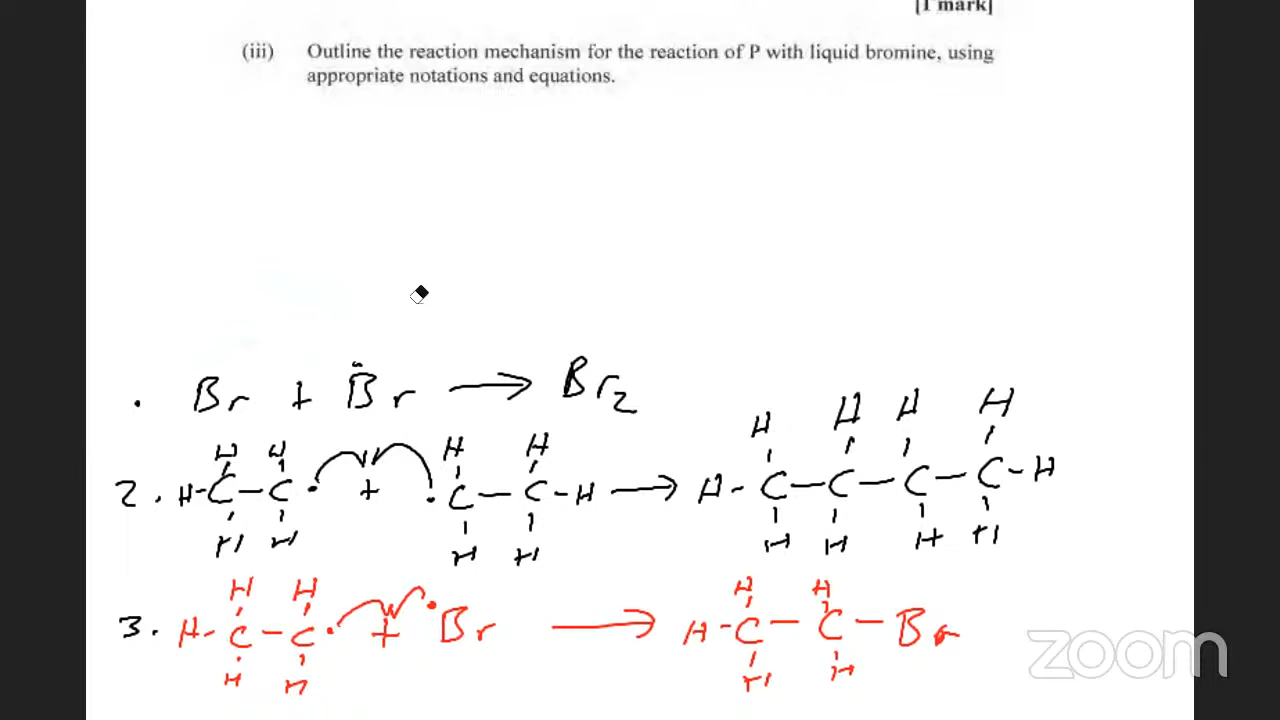 [1 mark]
(iii) Outline the reaction mechanism for the reaction of P with liquid bromine, using
appropriate notations and equations.
. Br + Br → Br2
H H H H H H H H
2. H-C-C. + .C-C-H → H-C-C-C-C-H
H H H H H H H H
H H H H
3. H-C-C. + .Br → H-C-C-Br
H H H H
zoom